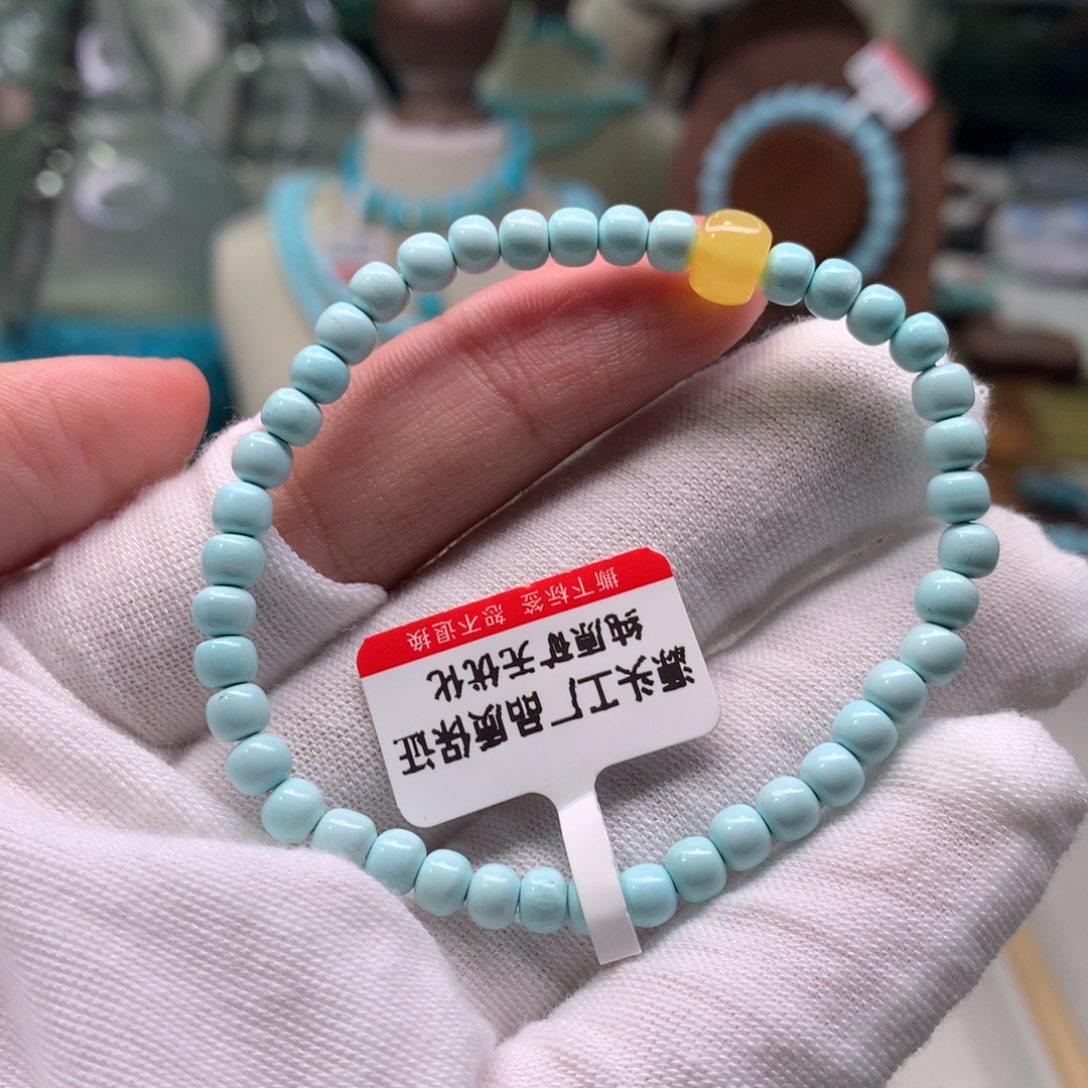 源头工厂 品质保证
纯原矿无优化
撕下标签 恕不退换